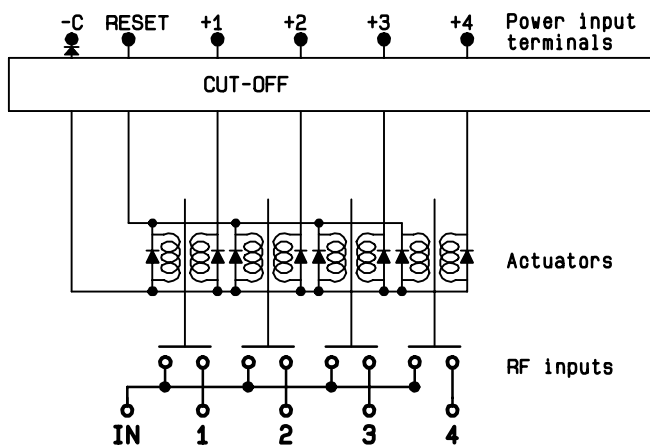 -C RESET +1 +2 +3 +4 Power input
terminals
CUT-OFF
Actuators
RF inputs
IN 1 2 3 4